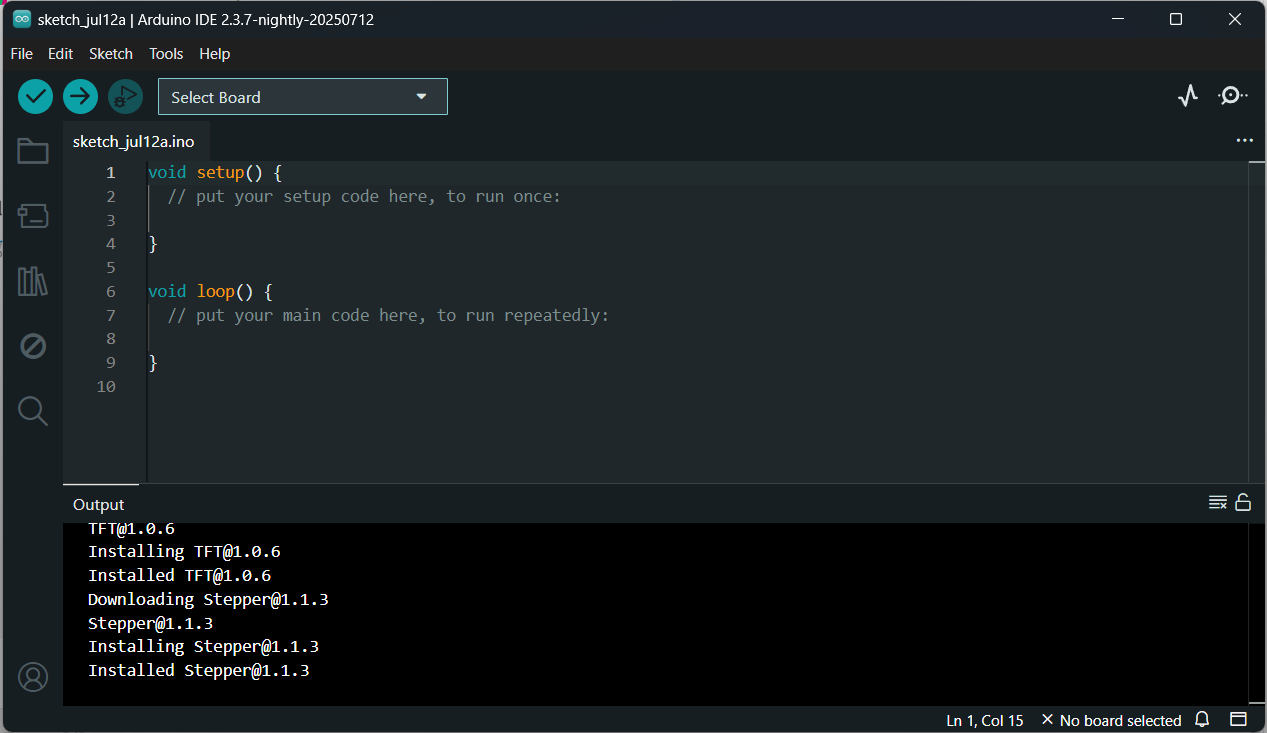 sketch_jul12a | Arduino IDE 2.3.7-nightly-20250712
File Edit Sketch Tools Help
Select Board
sketch_jul12a.ino
1 void setup() {
2 // put your setup code here, to run once:
3
4 }
5
6 void loop() {
7 // put your main code here, to run repeatedly:
8
9 }
10
Output
TFT@1.0.6
Installing TFT@1.0.6
Installed TFT@1.0.6
Downloading Stepper@1.1.3
Stepper@1.1.3
Installing Stepper@1.1.3
Installed Stepper@1.1.3
Ln 1, Col 15 × No board selected